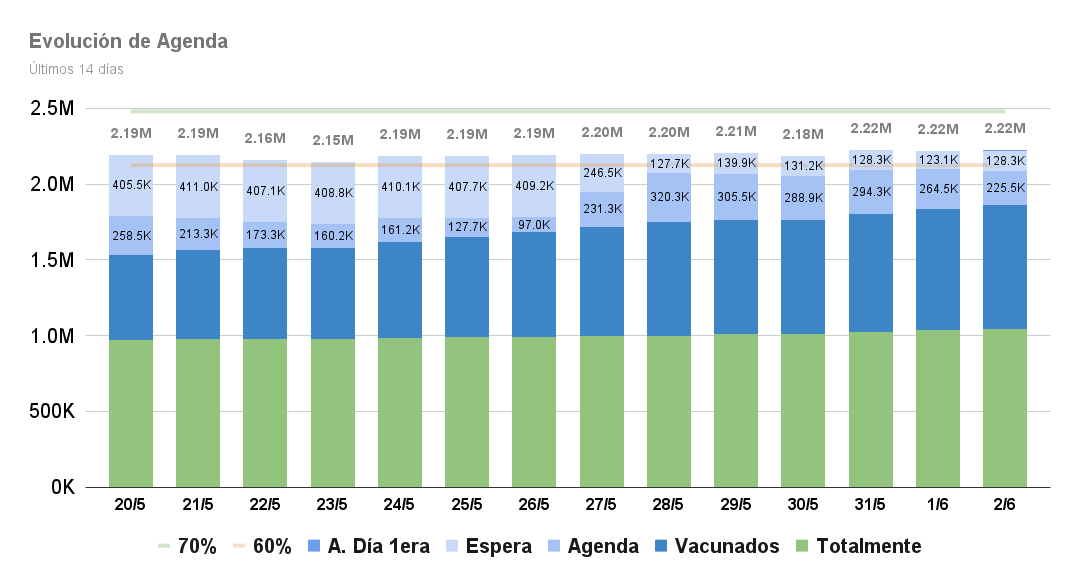 Evolución de Agenda
Últimos 14 días
2.5M
2.19M 2.19M 2.16M 2.15M 2.19M 2.19M 2.19M 2.20M 2.20M 2.21M 2.18M 2.22M 2.22M 2.22M
405.5K 411.0K 407.1K 408.8K 410.1K 407.7K 409.2K 246.5K 127.7K 139.9K 131.2K 128.3K 123.1K 128.3K
2.0M
258.5K 213.3K 173.3K 160.2K 161.2K 127.7K 97.0K 231.3K 320.3K 305.5K 288.9K 294.3K 264.5K 225.5K
1.5M
1.0M
500K
0K
20/5 21/5 22/5 23/5 24/5 25/5 26/5 27/5 28/5 29/5 30/5 31/5 1/6 2/6
70% 60% A. Día 1era Espera Agenda Vacunados Totalmente